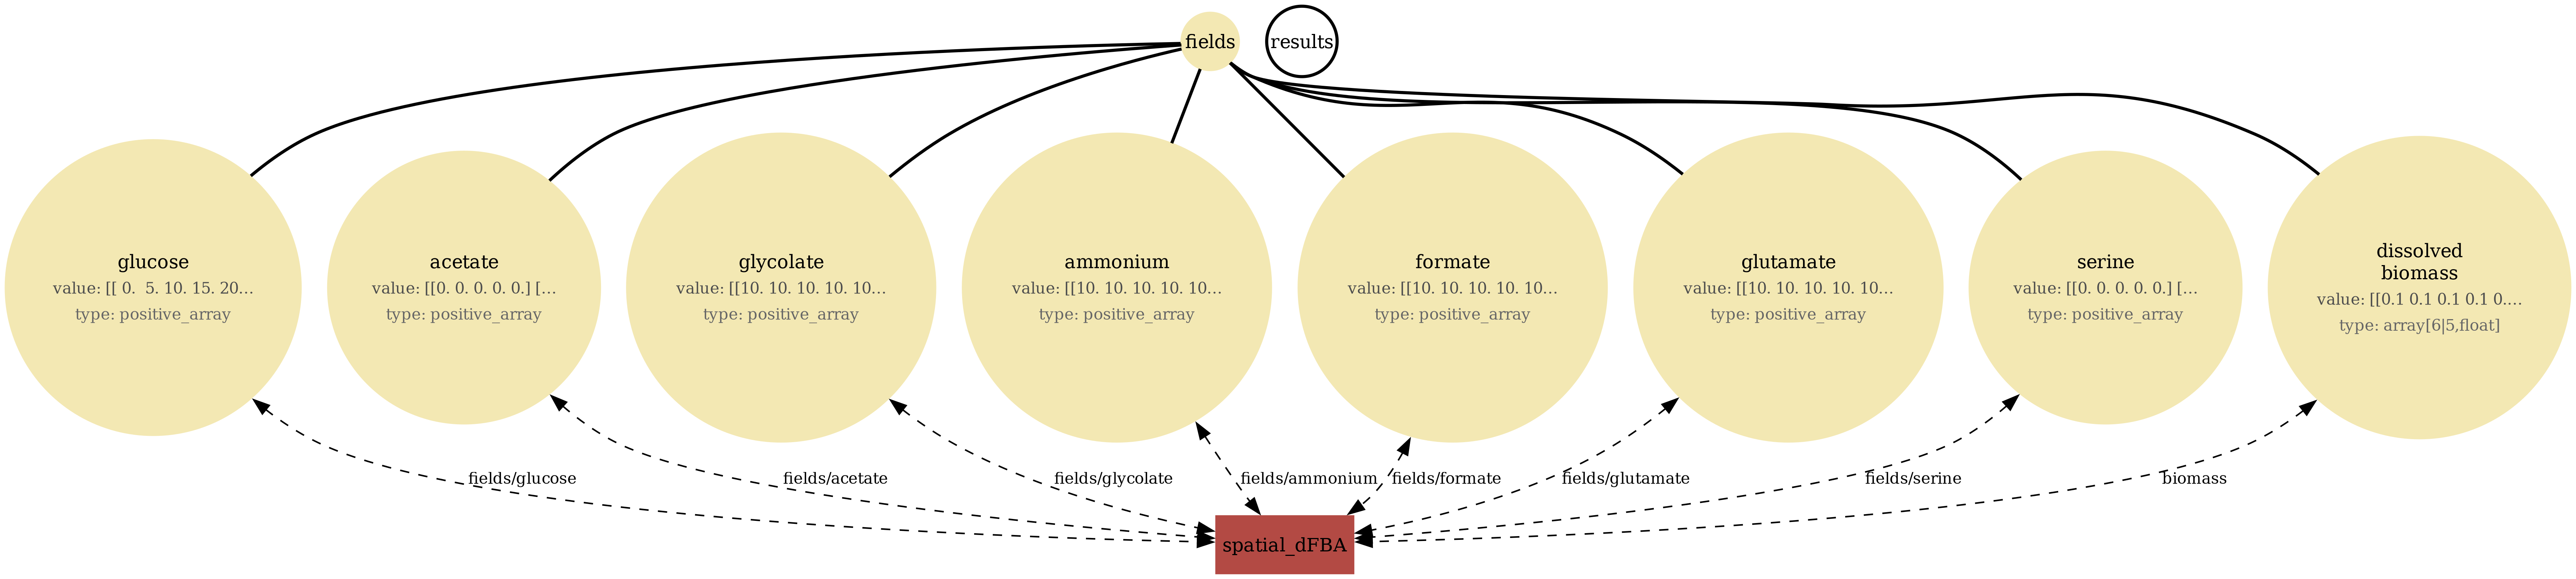 fields
results
glucose
value: [[ 0.  5. 10. 15. 20…
type: positive_array
acetate
value: [[0. 0. 0. 0. 0.] […
type: positive_array
glycolate
value: [[10. 10. 10. 10. 10…
type: positive_array
ammonium
value: [[10. 10. 10. 10. 10…
type: positive_array
formate
value: [[10. 10. 10. 10. 10…
type: positive_array
glutamate
value: [[10. 10. 10. 10. 10…
type: positive_array
serine
value: [[0. 0. 0. 0. 0.] […
type: positive_array
dissolved
biomass
value: [[0.1 0.1 0.1 0.1 0.…
type: array[6|5,float]
fields/glucose
fields/acetate
fields/glycolate
fields/ammonium
fields/formate
fields/glutamate
fields/serine
biomass
spatial_dFBA